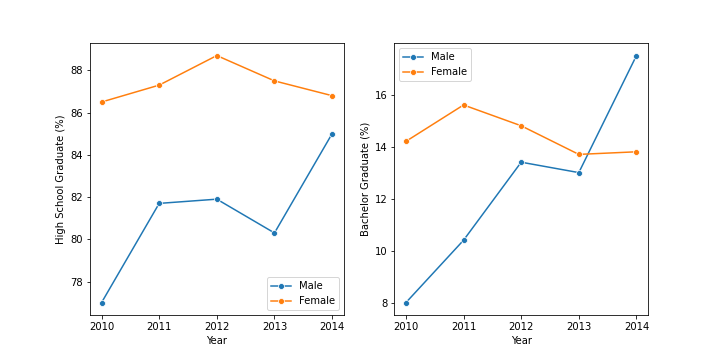 High School Graduate (%)
88
86
84
82
80
78
2010 2011 2012 2013 2014
Year
Male
Female
Bachelor Graduate (%)
16
14
12
10
8
2010 2011 2012 2013 2014
Year
Male
Female